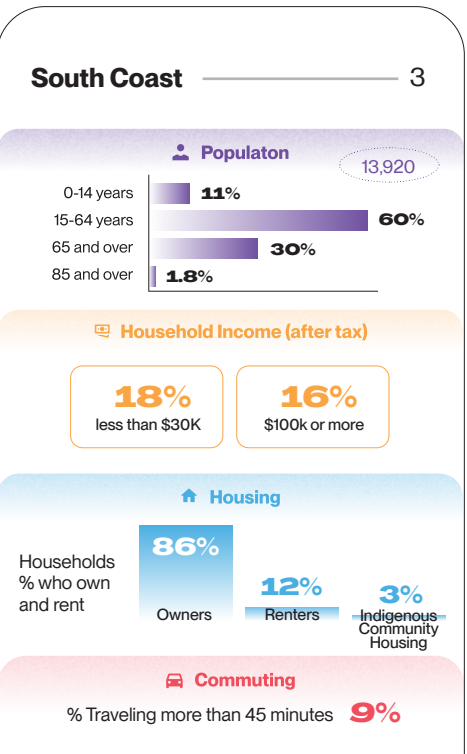 South Coast 3
Populaton
13,920
0-14 years 11%
15-64 years 60%
65 and over 30%
85 and over 1.8%
Household Income (after tax)
18% 16%
less than $30K $100k or more
Housing
Households
% who own
and rent
86%
Owners
12%
Renters
3%
Indigenous
Community
Housing
Commuting
% Traveling more than 45 minutes 9%